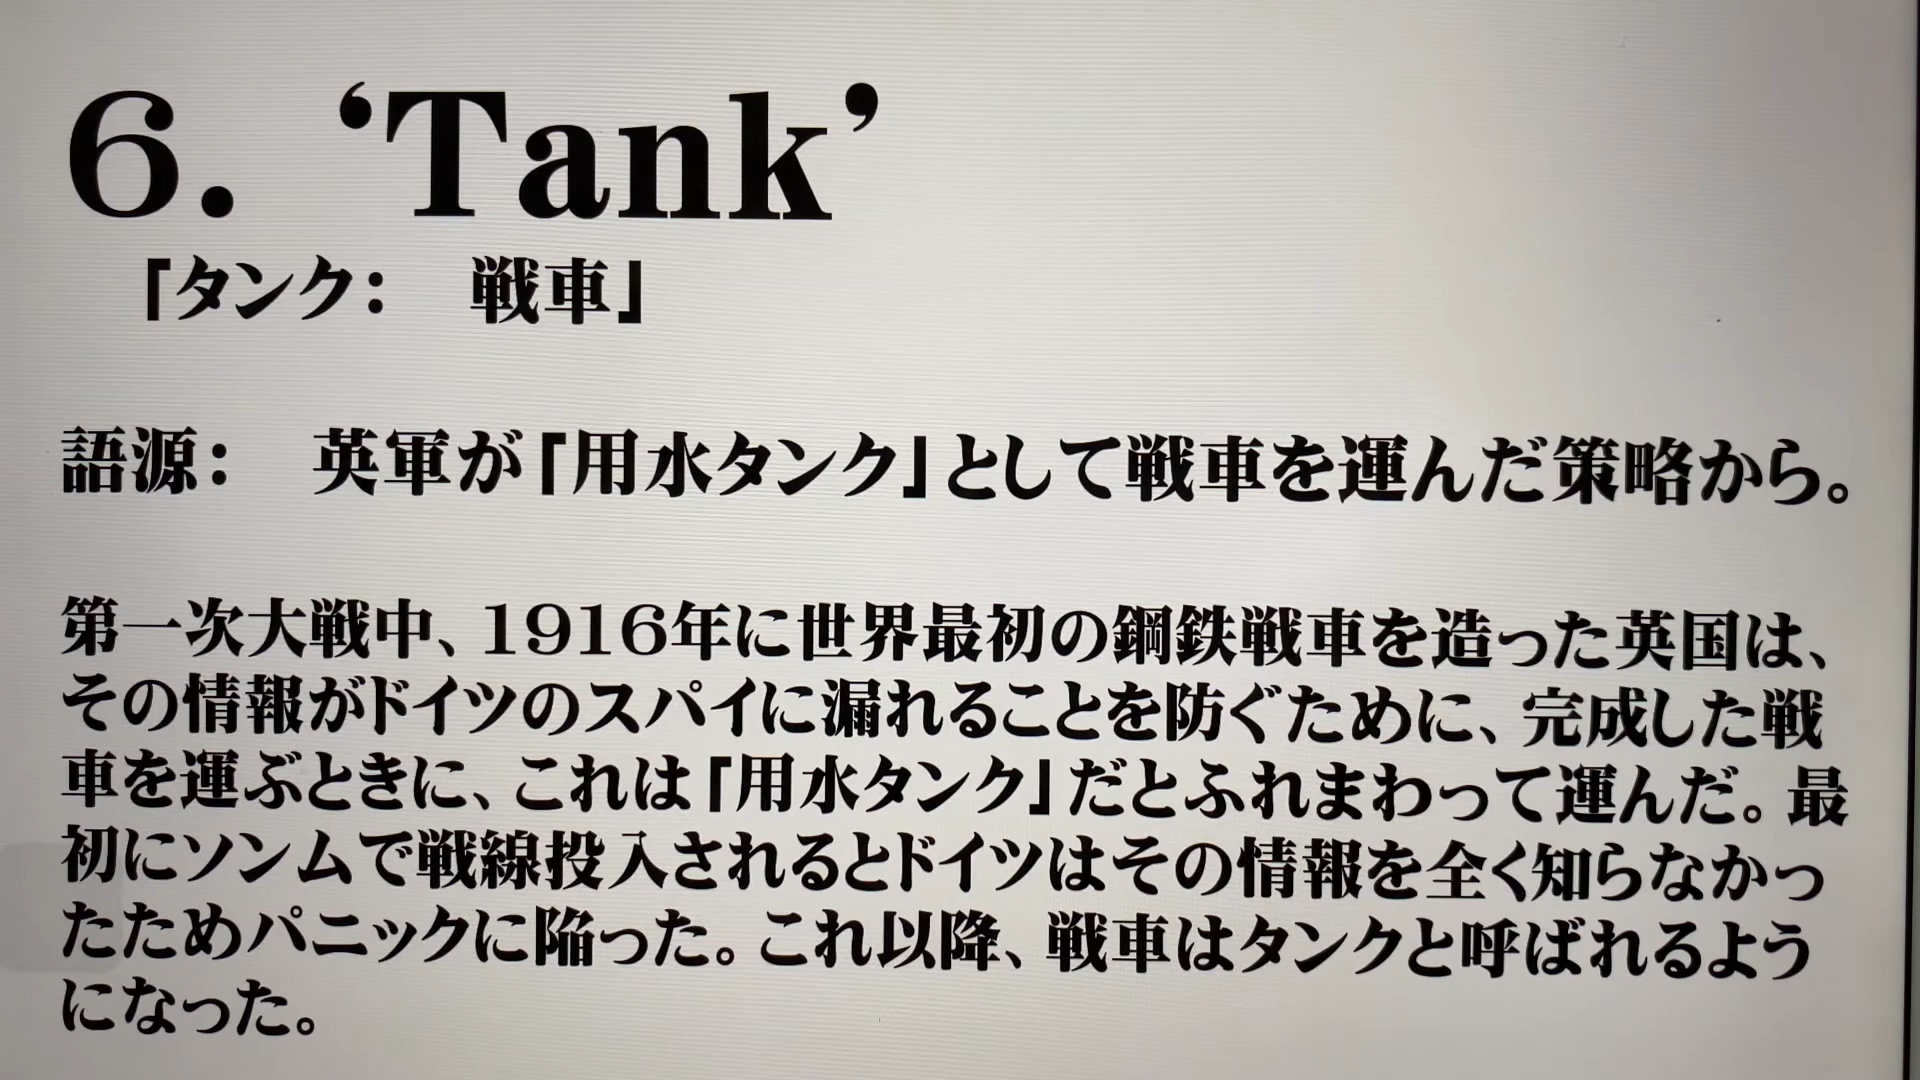 6. ‘Tank’
「タンク： 戦車」
語源： 英軍が「用水タンク」として戦車を運んだ策略から。
第一次大戦中、1916年に世界最初の鋼鉄戦車を造った英国は、
その情報がドイツのスパイに漏れることを防ぐために、完成した戦
車を運ぶときに、これは「用水タンク」だとふれまわって運んだ。最
初にソンムで戦線投入されるとドイツはその情報を全く知らなかっ
たためパニックに陥った。これ以降、戦車はタンクと呼ばれるよう
になった。